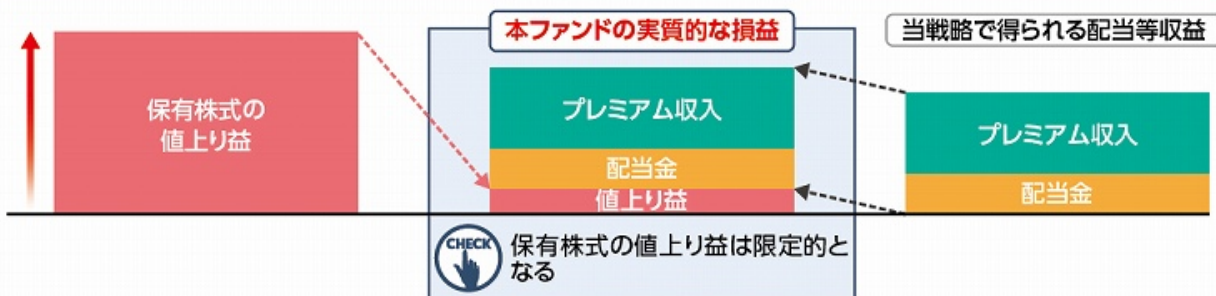 本ファンドの実質的な損益
当戦略で得られる配当等収益
保有株式の
値上り益
プレミアム収入
配当金
値上り益
プレミアム収入
配当金
CHECK
保有株式の値上り益は限定的と
なる